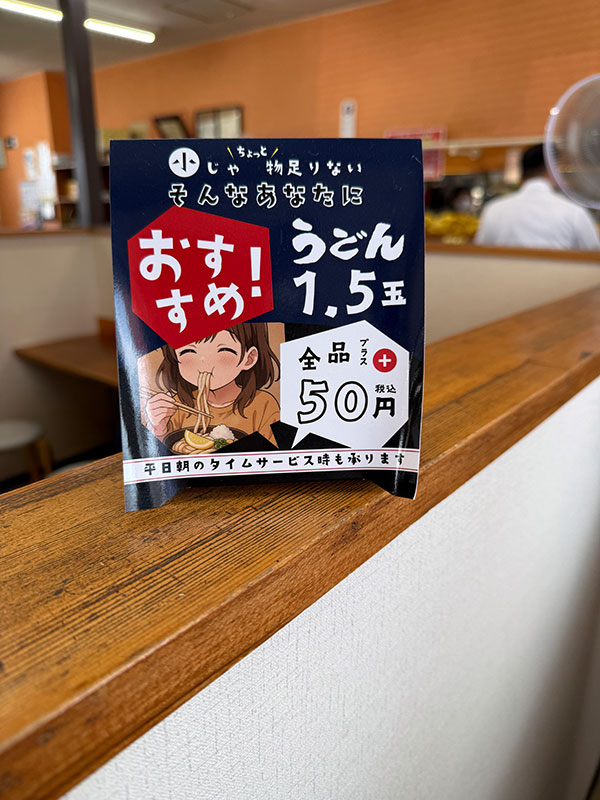 小じゃ ちょっと 物足りない
そんなあなたに
おすすめ!
うどん
1.5玉
全品 プラス +
50円 税込
平日朝のタイムサービス時も承ります